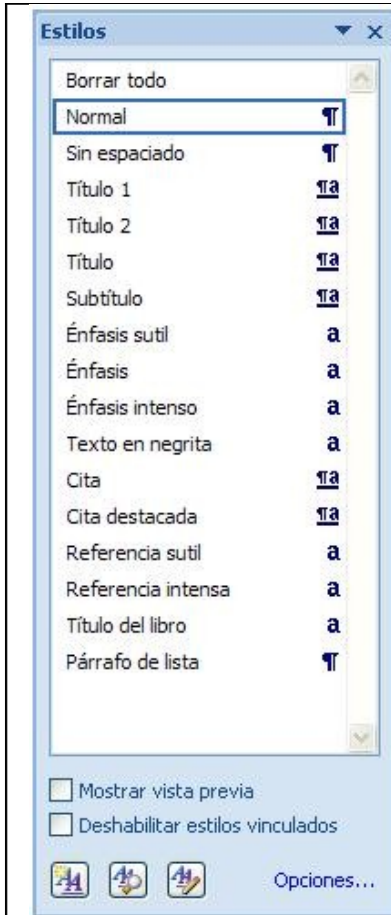 Estilos
Borrar todo
Normal ¶
Sin espaciado ¶
Título 1 ¶a
Título 2 ¶a
Título ¶a
Subtítulo ¶a
Énfasis sutil a
Énfasis a
Énfasis intenso a
Texto en negrita a
Cita ¶a
Cita destacada ¶a
Referencia sutil a
Referencia intensa a
Título del libro a
Párrafo de lista ¶
Mostrar vista previa
Deshabilitar estilos vinculados
Opciones...